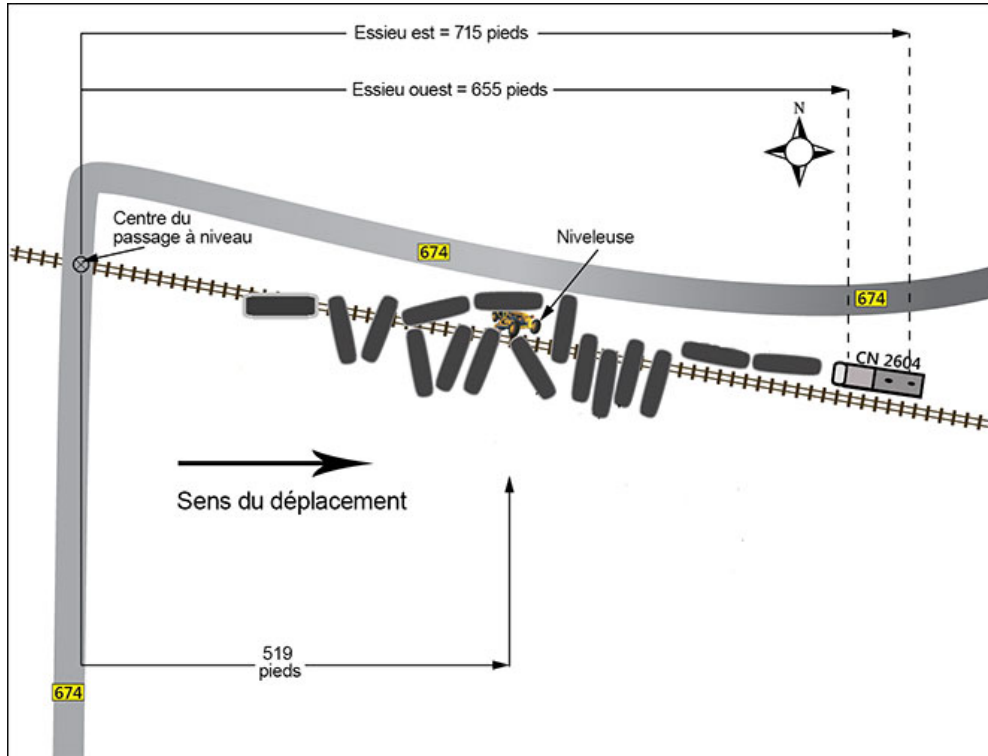 Essieu est = 715 pieds
Essieu ouest = 655 pieds
N
Centre du
passage à niveau
674
Niveleuse
674
CN 2604
Sens du déplacement
519
pieds
674